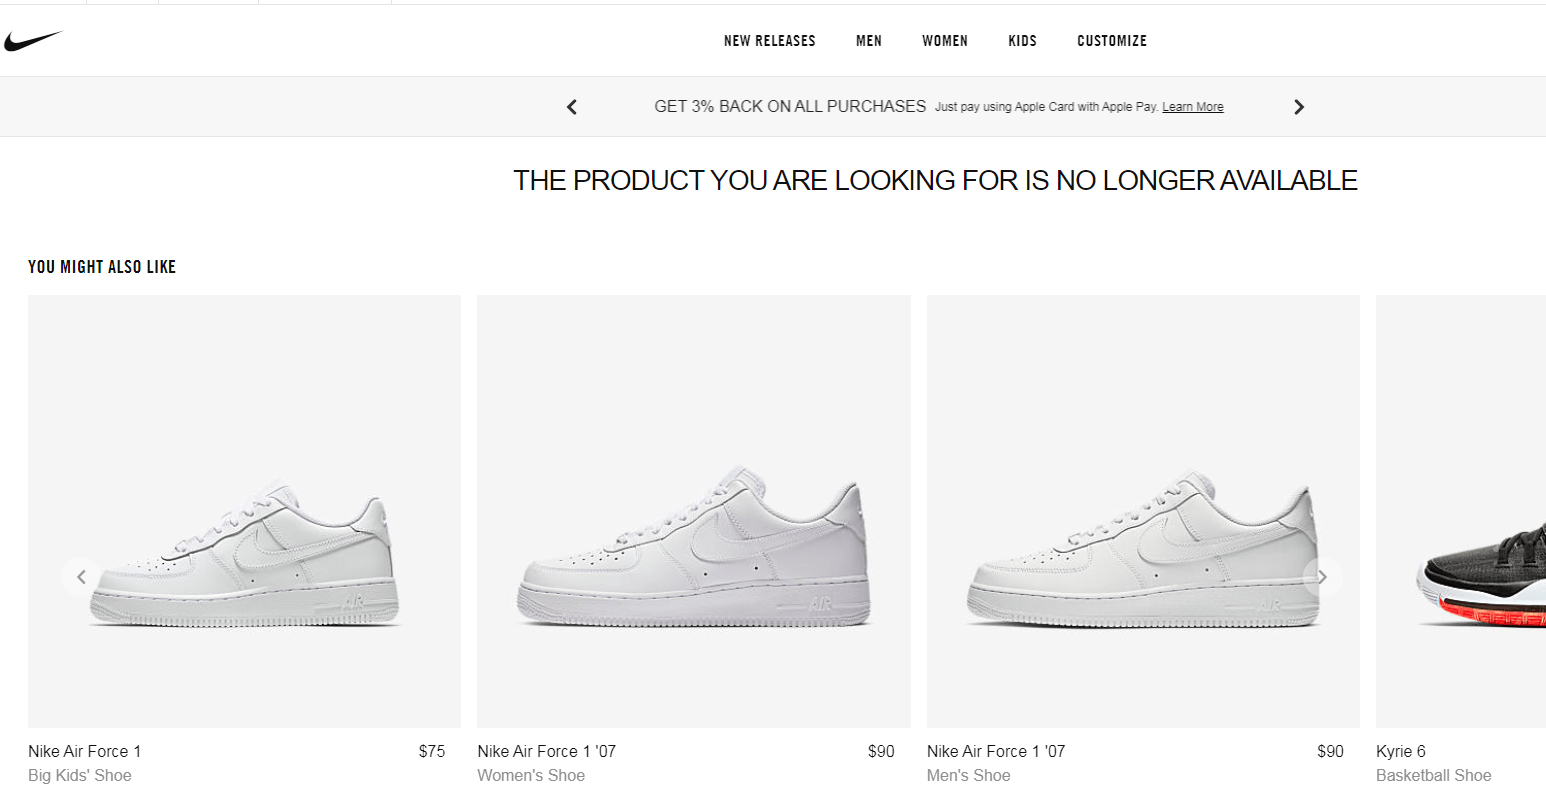 NEW RELEASES MEN WOMEN KIDS CUSTOMIZE
GET 3% BACK ON ALL PURCHASES Just pay using Apple Card with Apple Pay. Learn More
THE PRODUCT YOU ARE LOOKING FOR IS NO LONGER AVAILABLE
YOU MIGHT ALSO LIKE
AIR AIR AIR
Nike Air Force 1 $75 Nike Air Force 1 '07 $90 Nike Air Force 1 '07 $90 Kyrie 6
Big Kids' Shoe Women's Shoe Men's Shoe Basketball Shoe